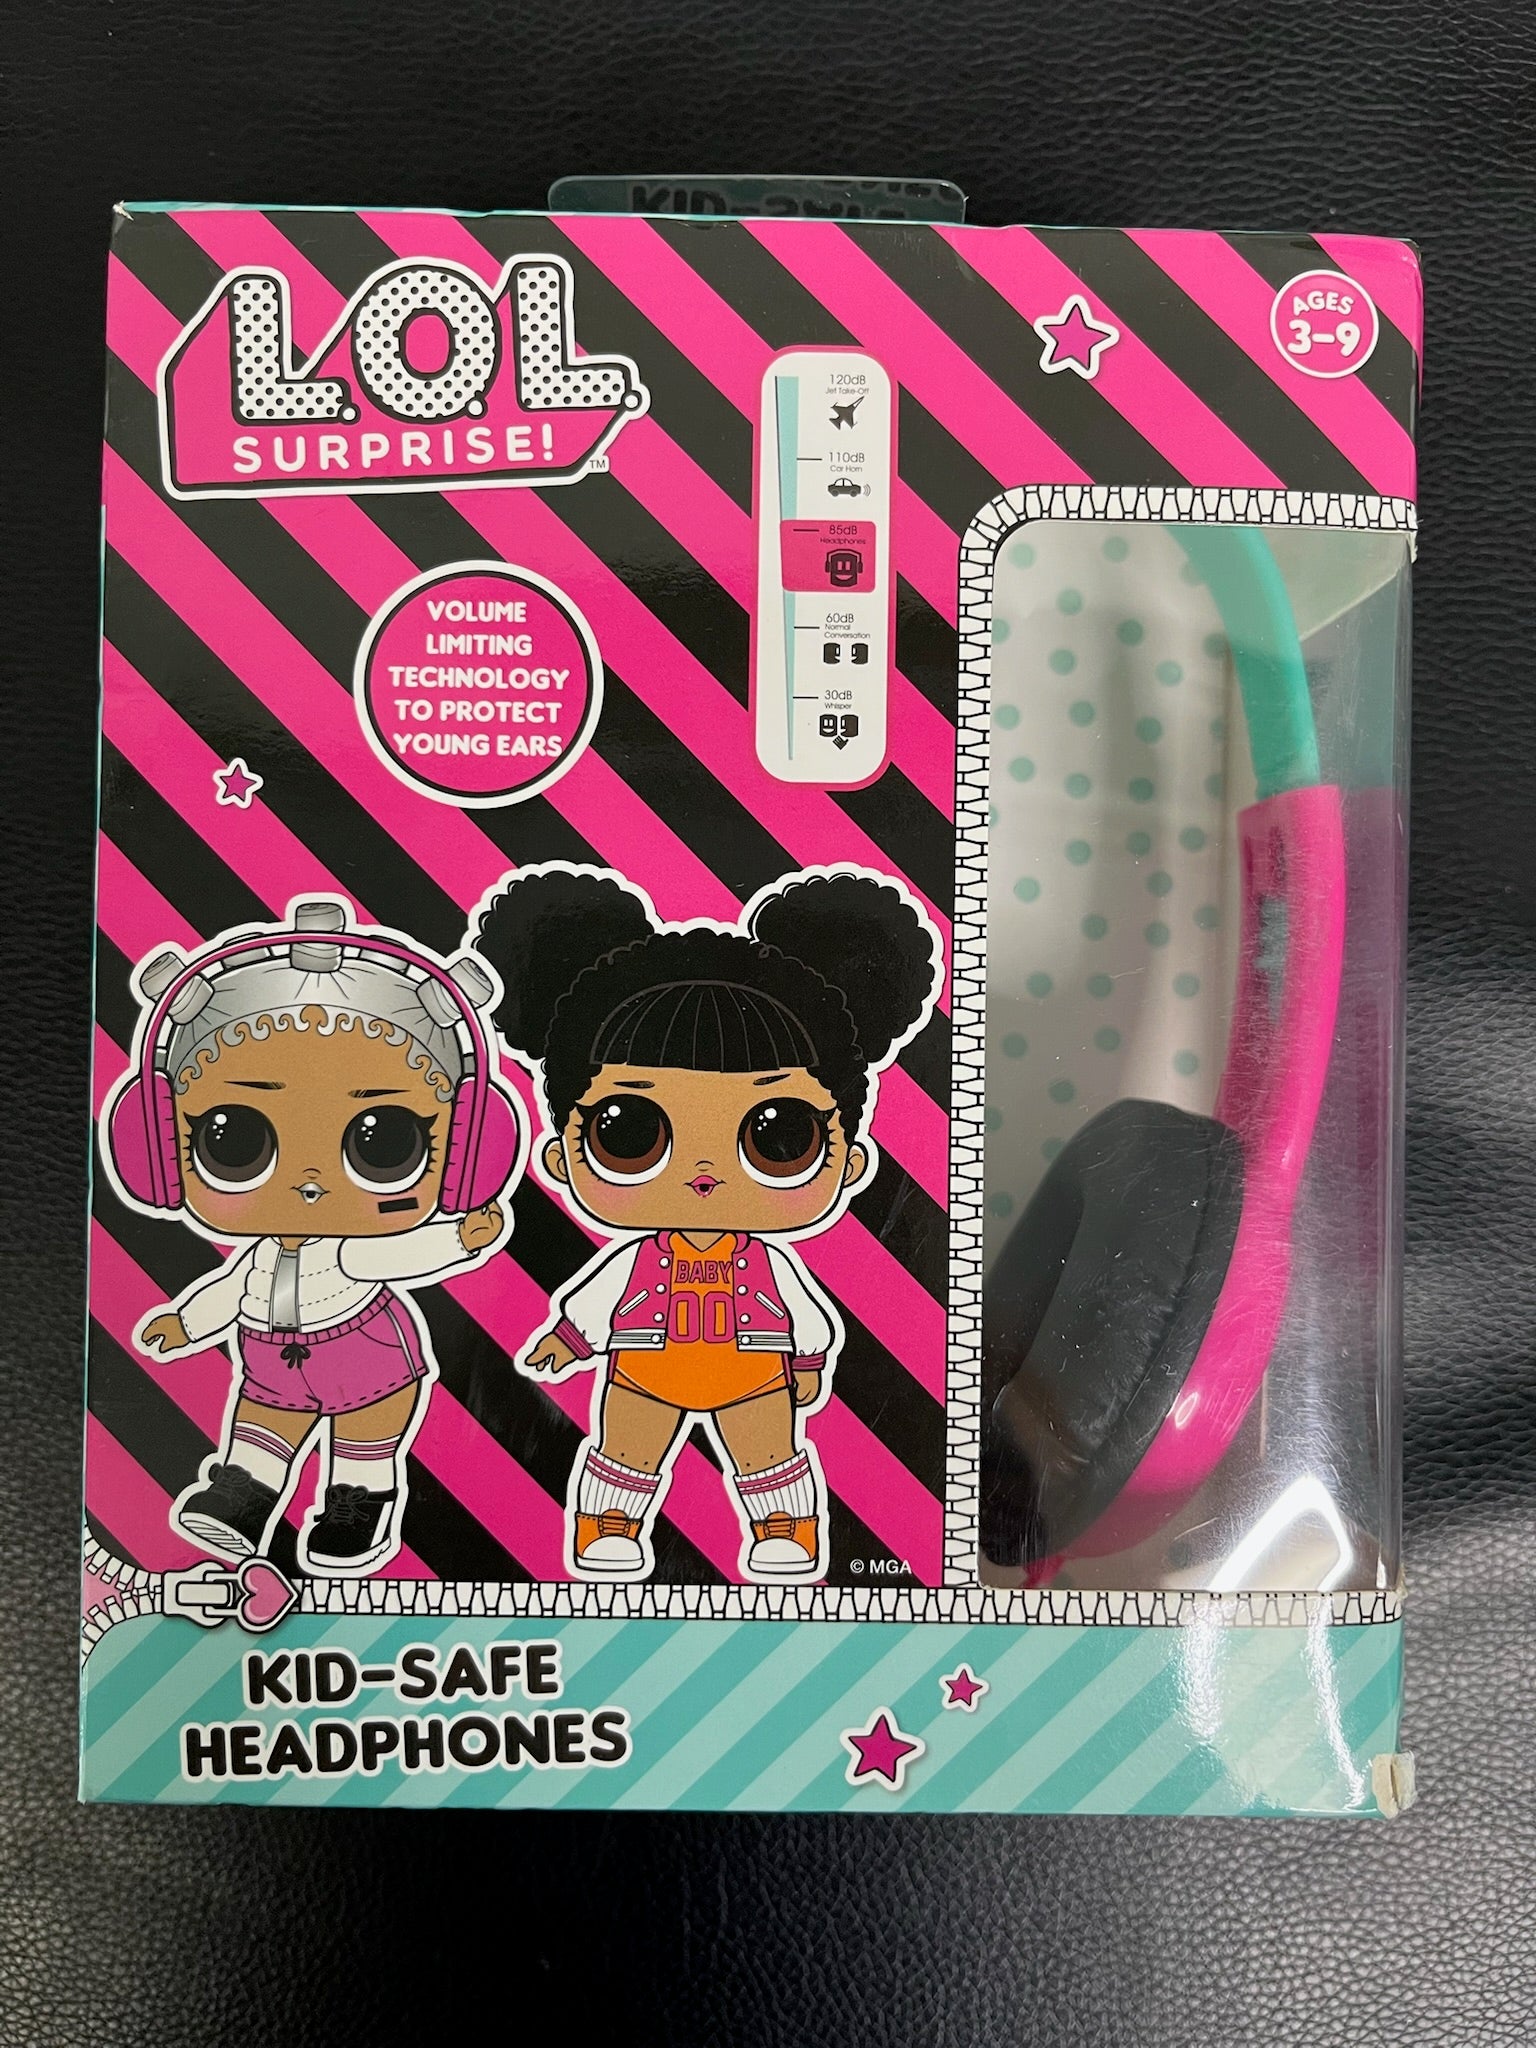 L.O.L.
SURPRISE!
TM
AGES
3-9
120dB
Jet Take-Off
110dB
Car Horn
85dB
Headphones
60dB
Normal
Conversation
30dB
Whisper
VOLUME
LIMITING
TECHNOLOGY
TO PROTECT
YOUNG EARS
BABY
00
© MGA
KID-SAFE
HEADPHONES